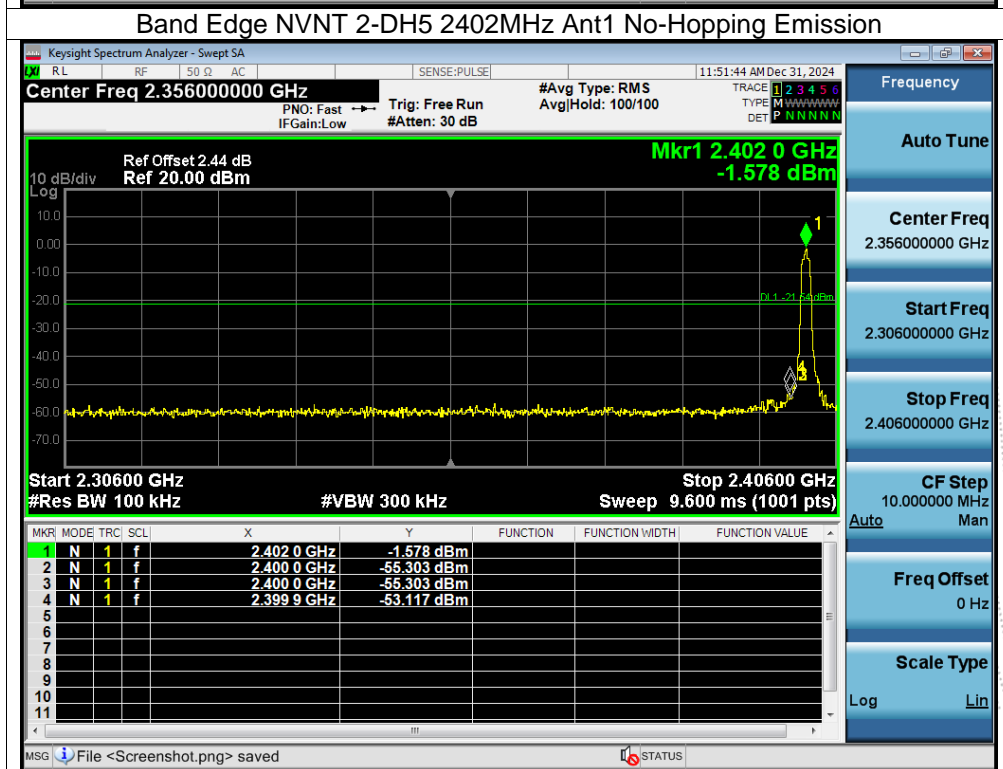 Band Edge NVNT 2-DH5 2402MHz Ant1 No-Hopping Emission
Keysight Spectrum Analyzer - Swept SA
LXI RL RF 50 Ω AC SENSE:PULSE 11:51:44 AM Dec 31, 2024
Center Freq 2.356000000 GHz
PNO: Fast
IFGain:Low
Trig: Free Run
#Atten: 30 dB
#Avg Type: RMS
Avg|Hold: 100/100
TRACE 1 2 3 4 5 6
TYPE M WWWWW
DET P N N N N N
Ref Offset 2.44 dB
10 dB/div Ref 20.00 dBm
Log
Mkr1 2.402 0 GHz
-1.578 dBm
10.0
0.00
-10.0
-20.0
-30.0
-40.0
-50.0
-60.0
-70.0
1
DL1 -21.54 dBm
Start 2.30600 GHz Stop 2.40600 GHz
#Res BW 100 kHz #VBW 300 kHz Sweep 9.600 ms (1001 pts)
MKR MODE TRC SCL X Y FUNCTION FUNCTION WIDTH FUNCTION VALUE
1 N 1 f 2.402 0 GHz -1.578 dBm
2 N 1 f 2.400 0 GHz -55.303 dBm
3 N 1 f 2.400 0 GHz -55.303 dBm
4 N 1 f 2.399 9 GHz -53.117 dBm
5
6
7
8
9
10
11
MSG File <Screenshot.png> saved STATUS
Frequency
Auto Tune
Center Freq
2.356000000 GHz
Start Freq
2.306000000 GHz
Stop Freq
2.406000000 GHz
CF Step
10.000000 MHz
Auto Man
Freq Offset
0 Hz
Scale Type
Log Lin